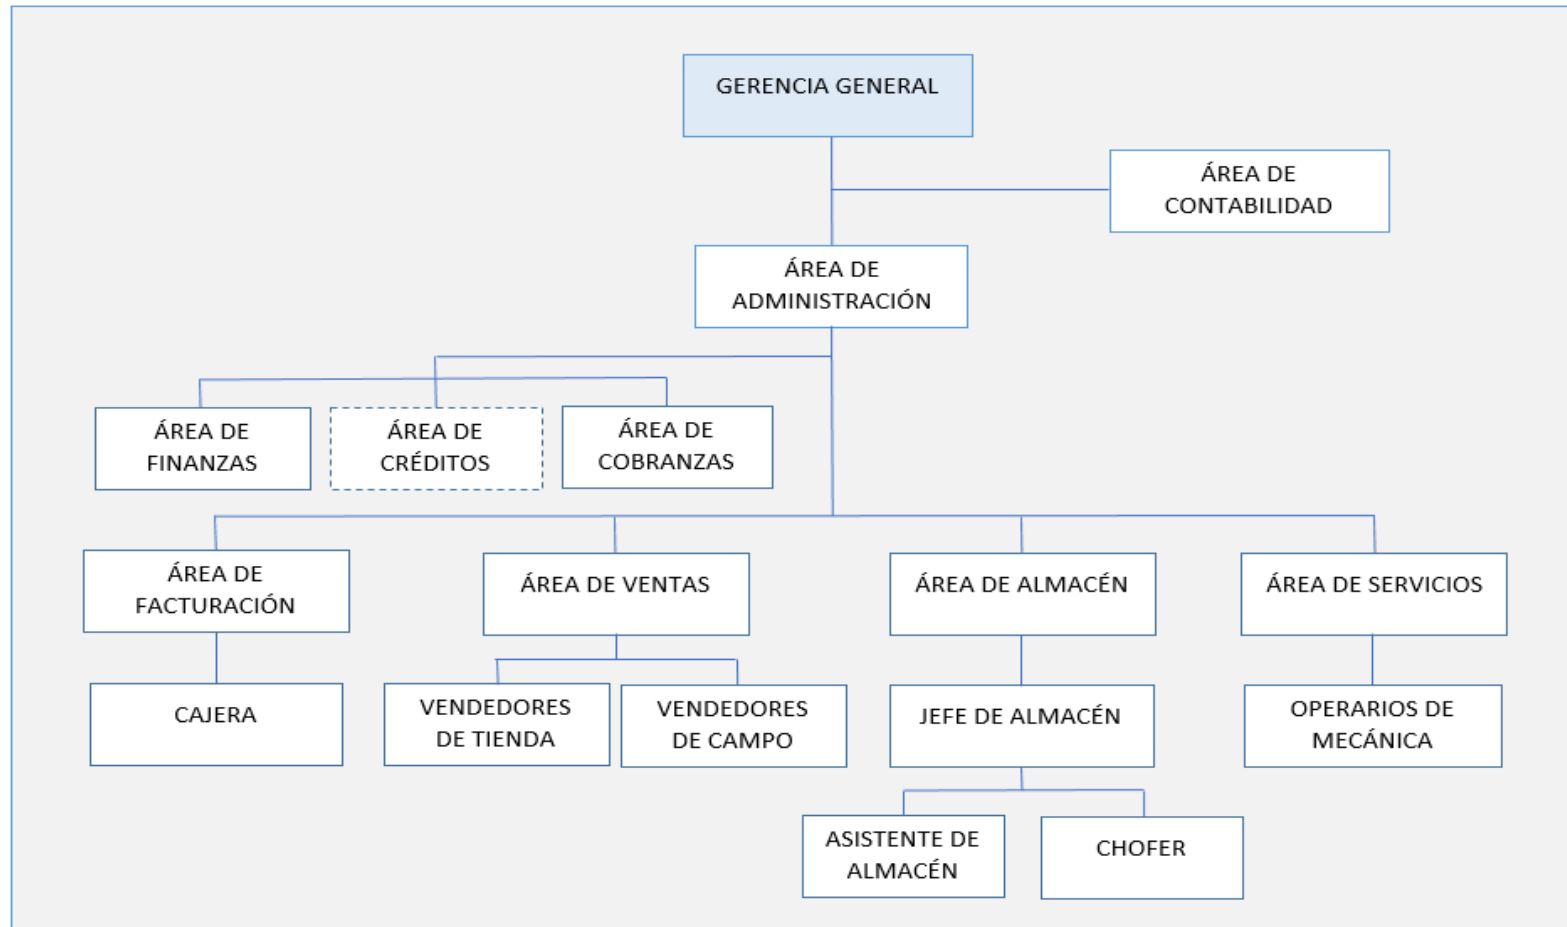 GERENCIA GENERAL
ÁREA DE
CONTABILIDAD
ÁREA DE
ADMINISTRACIÓN
ÁREA DE
FINANZAS
ÁREA DE
CRÉDITOS
ÁREA DE
COBRANZAS
ÁREA DE
FACTURACIÓN
ÁREA DE VENTAS
ÁREA DE ALMACÉN
ÁREA DE SERVICIOS
CAJERA
VENDEDORES
DE TIENDA
VENDEDORES
DE CAMPO
JEFE DE ALMACÉN
OPERARIOS DE
MECÁNICA
ASISTENTE DE
ALMACÉN
CHOFER